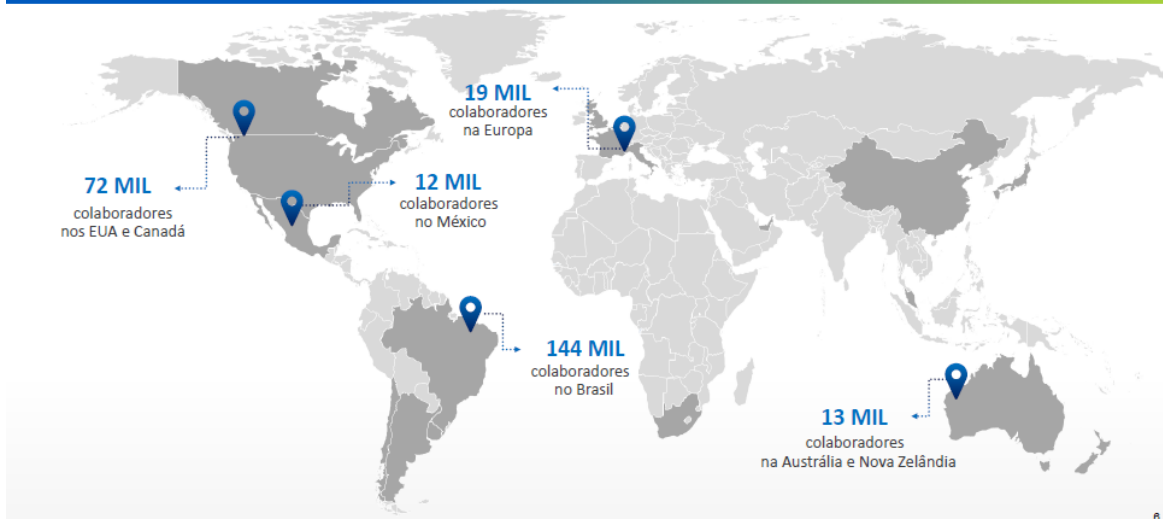 19 MIL
colaboradores
na Europa
72 MIL
colaboradores
nos EUA e Canadá
12 MIL
colaboradores
no México
144 MIL
colaboradores
no Brasil
13 MIL
colaboradores
na Austrália e Nova Zelândia
6